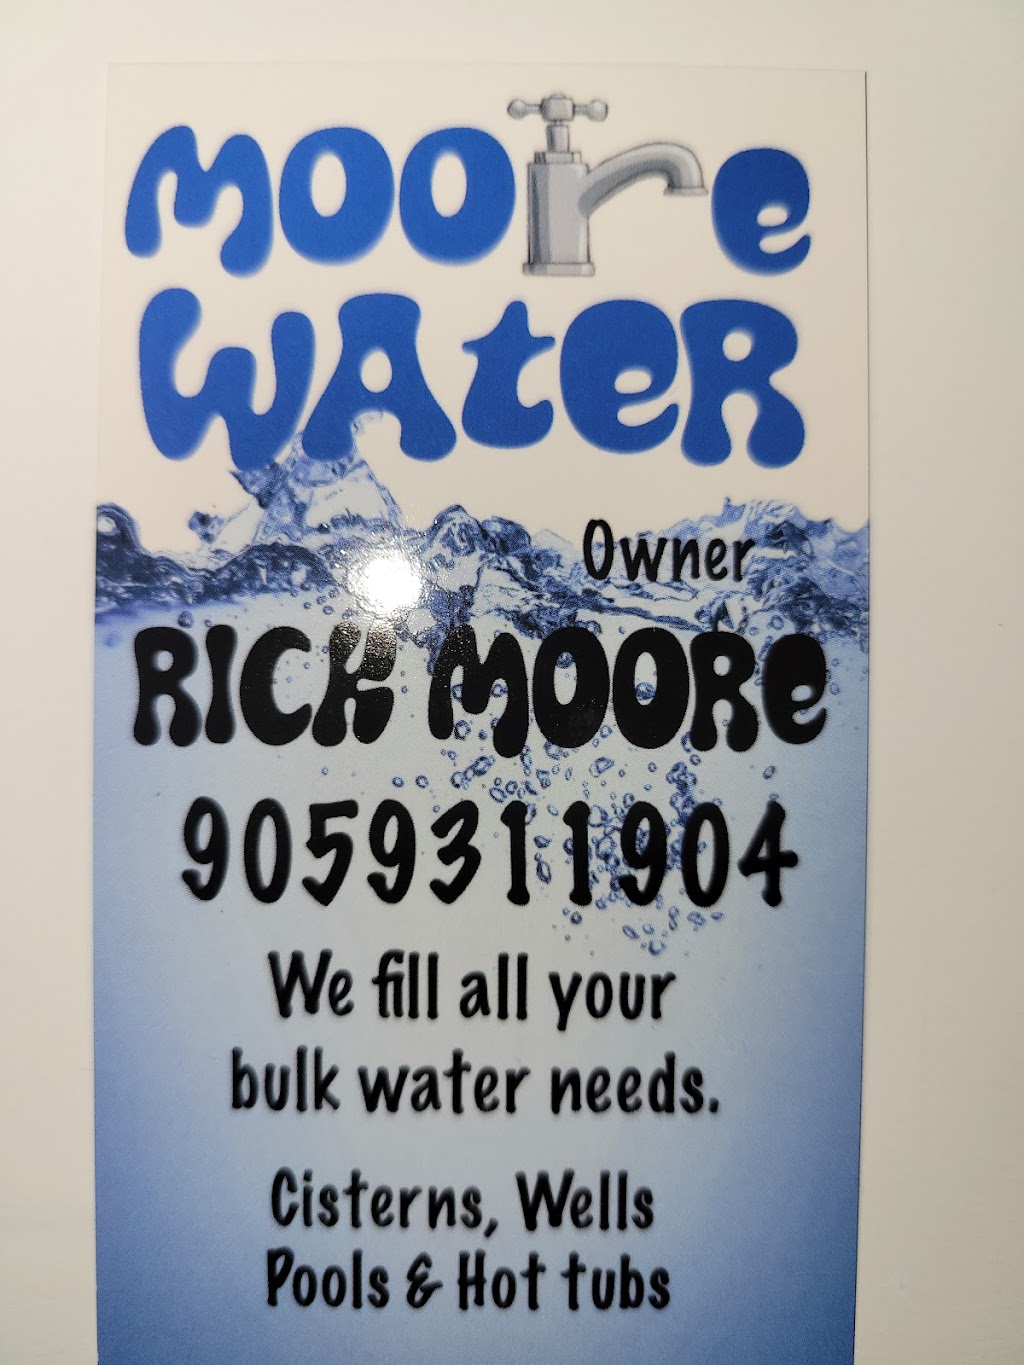 Moore
Water
Owner
Rick Moore
9059311904
We fill all your
bulk water needs.
Cisterns, Wells
Pools & Hot tubs